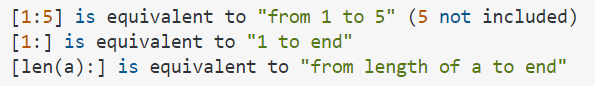 [1:5] is equivalent to "from 1 to 5" (5 not included)
[1:] is equivalent to "1 to end"
[len(a):] is equivalent to "from length of a to end"